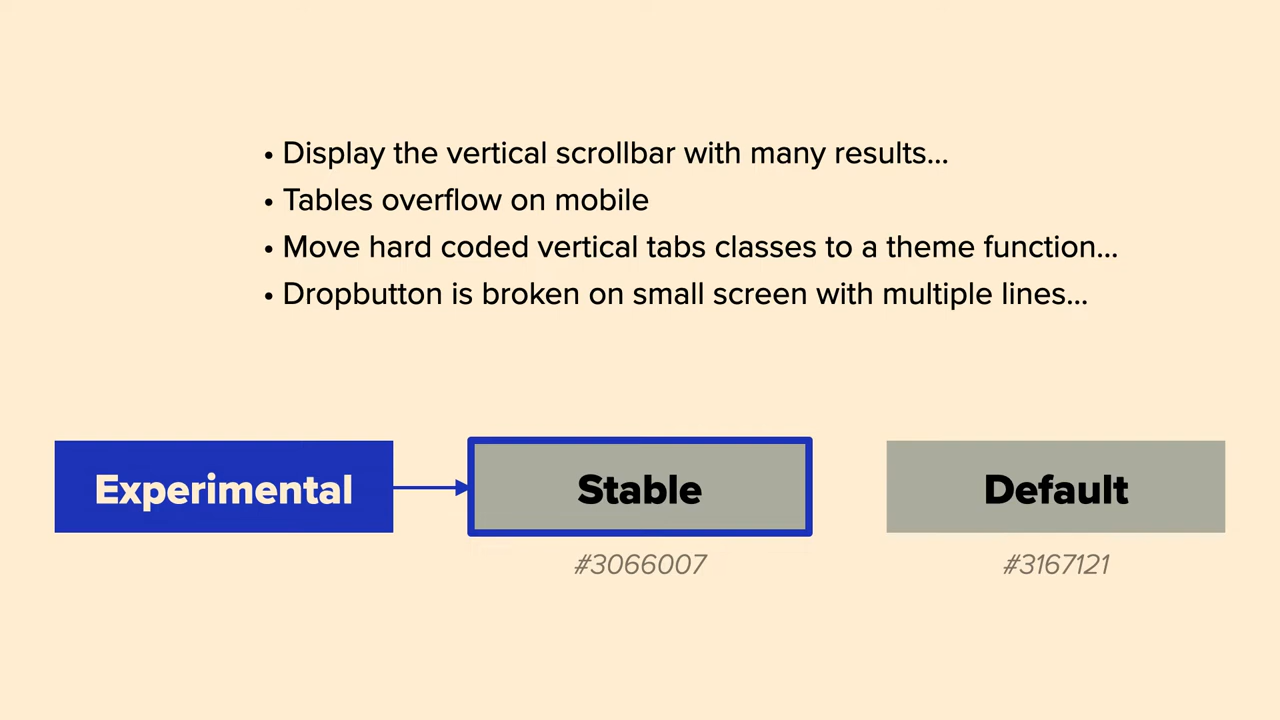 • Display the vertical scrollbar with many results...
• Tables overflow on mobile
• Move hard coded vertical tabs classes to a theme function...
• Dropbutton is broken on small screen with multiple lines...
Experimental
Stable
Default
#3066007
#3167121